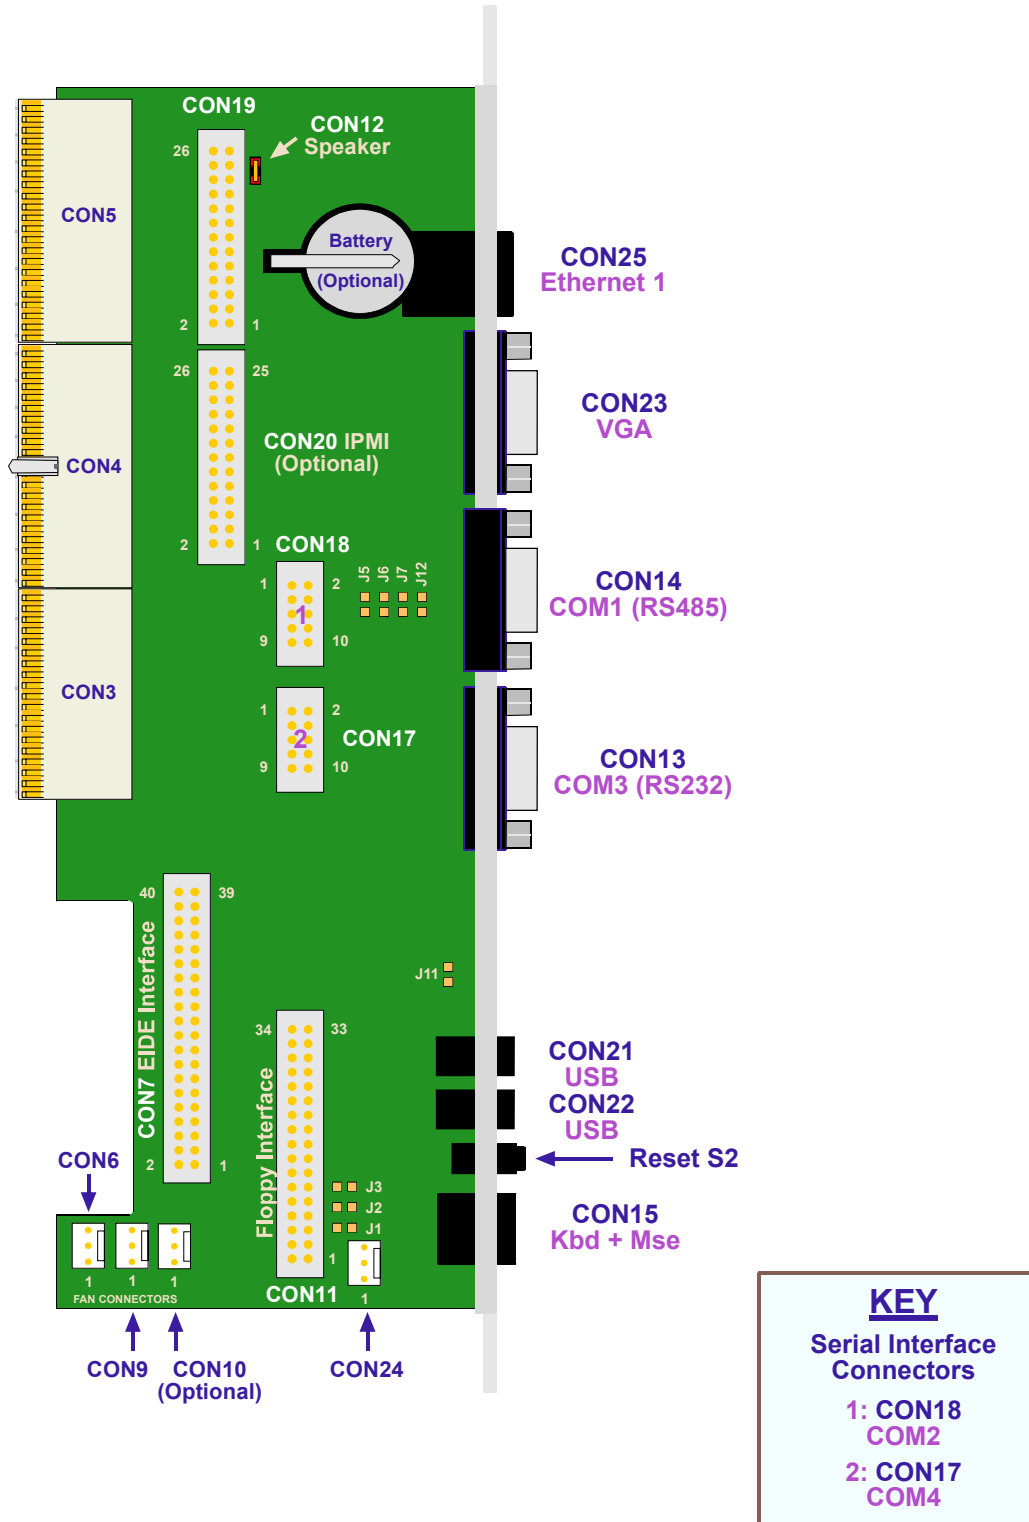 CON19
CON12
Speaker
26
CON5
Battery
(Optional)
CON25
Ethernet 1
2
1
26
25
CON23
VGA
CON20 IPMI
(Optional)
CON4
2
1
CON18
J5
J6
J7
J12
1
2
1
9
10
CON14
COM1 (RS485)
CON3
1
2
2
CON17
9
10
CON13
COM3 (RS232)
40
39
CON7 EIDE Interface
J11
34
33
Floppy Interface
CON21
USB
CON22
USB
Reset S2
CON6
2
1
J3
J2
J1
CON15
Kbd + Mse
1
1
1
1
FAN CONNECTORS
CON11
1
CON9
CON10
(Optional)
CON24
KEY
Serial Interface
Connectors
1: CON18
COM2
2: CON17
COM4